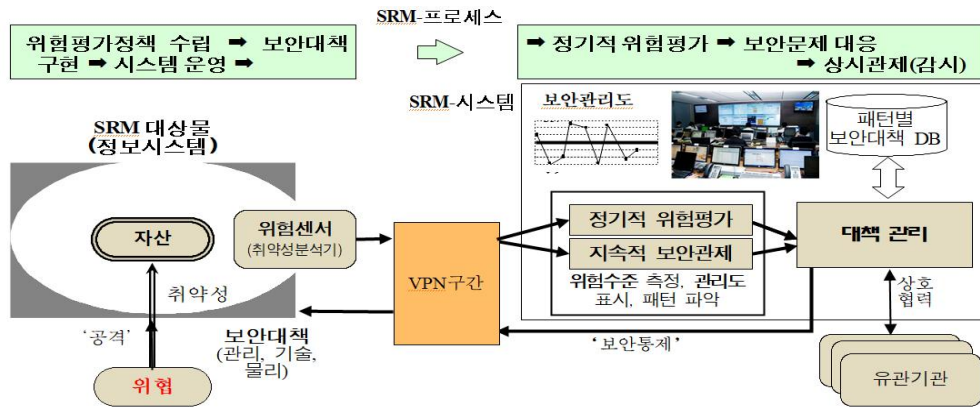 SRM-프로세스
위험평가정책 수립 ➡ 보안대책
구현 ➡ 시스템 운영 ➡
➡ 정기적 위험평가 ➡ 보안문제 대응
➡ 상시관제(감시)
SRM-시스템
보안관리도
패턴별
보안대책 DB
SRM 대상물
(정보시스템)
자산
위험센서
(취약성분석기)
VPN구간
정기적 위험평가
지속적 보안관제
위험수준 측정, 관리도
표시, 패턴 파악
대책 관리
취약성
'공격'
위협
보안대책
(관리, 기술,
물리)
'보안통제'
상호
협력
유관기관